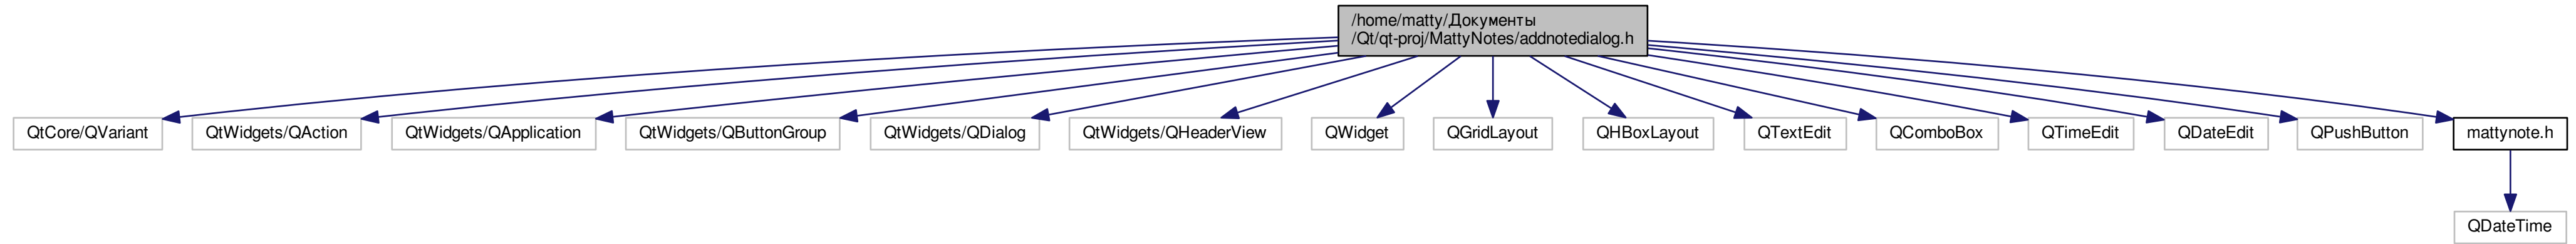 /home/matty/Документы
/Qt/qt-proj/MattyNotes/addnotedialog.h
QtCore/QVariant
QtWidgets/QAction
QtWidgets/QApplication
QtWidgets/QButtonGroup
QtWidgets/QDialog
QtWidgets/QHeaderView
QWidget
QGridLayout
QHBoxLayout
QTextEdit
QComboBox
QTimeEdit
QDateEdit
QPushButton
mattynote.h
QDateTime